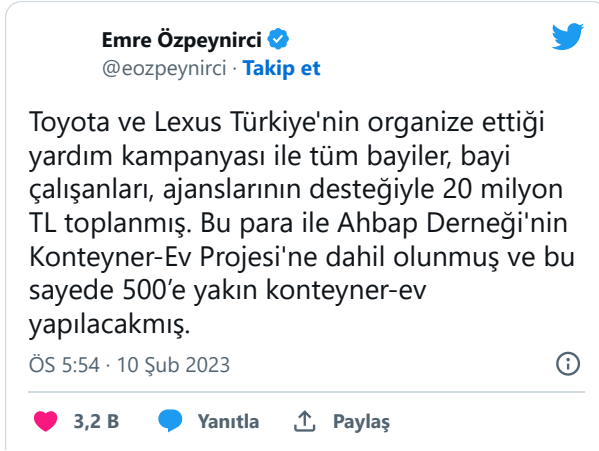 Emre Özpeynirci
@eozpeynirci · Takip et
Toyota ve Lexus Türkiye'nin organize ettiği
yardım kampanyası ile tüm bayiler, bayi
çalışanları, ajanslarının desteğiyle 20 milyon
TL toplanmış. Bu para ile Ahbap Derneği'nin
Konteyner-Ev Projesi'ne dahil olunmuş ve bu
sayede 500’e yakın konteyner-ev
yapılacakmış.
ÖS 5:54 · 10 Şub 2023
3,2 B Yanıtla Paylaş